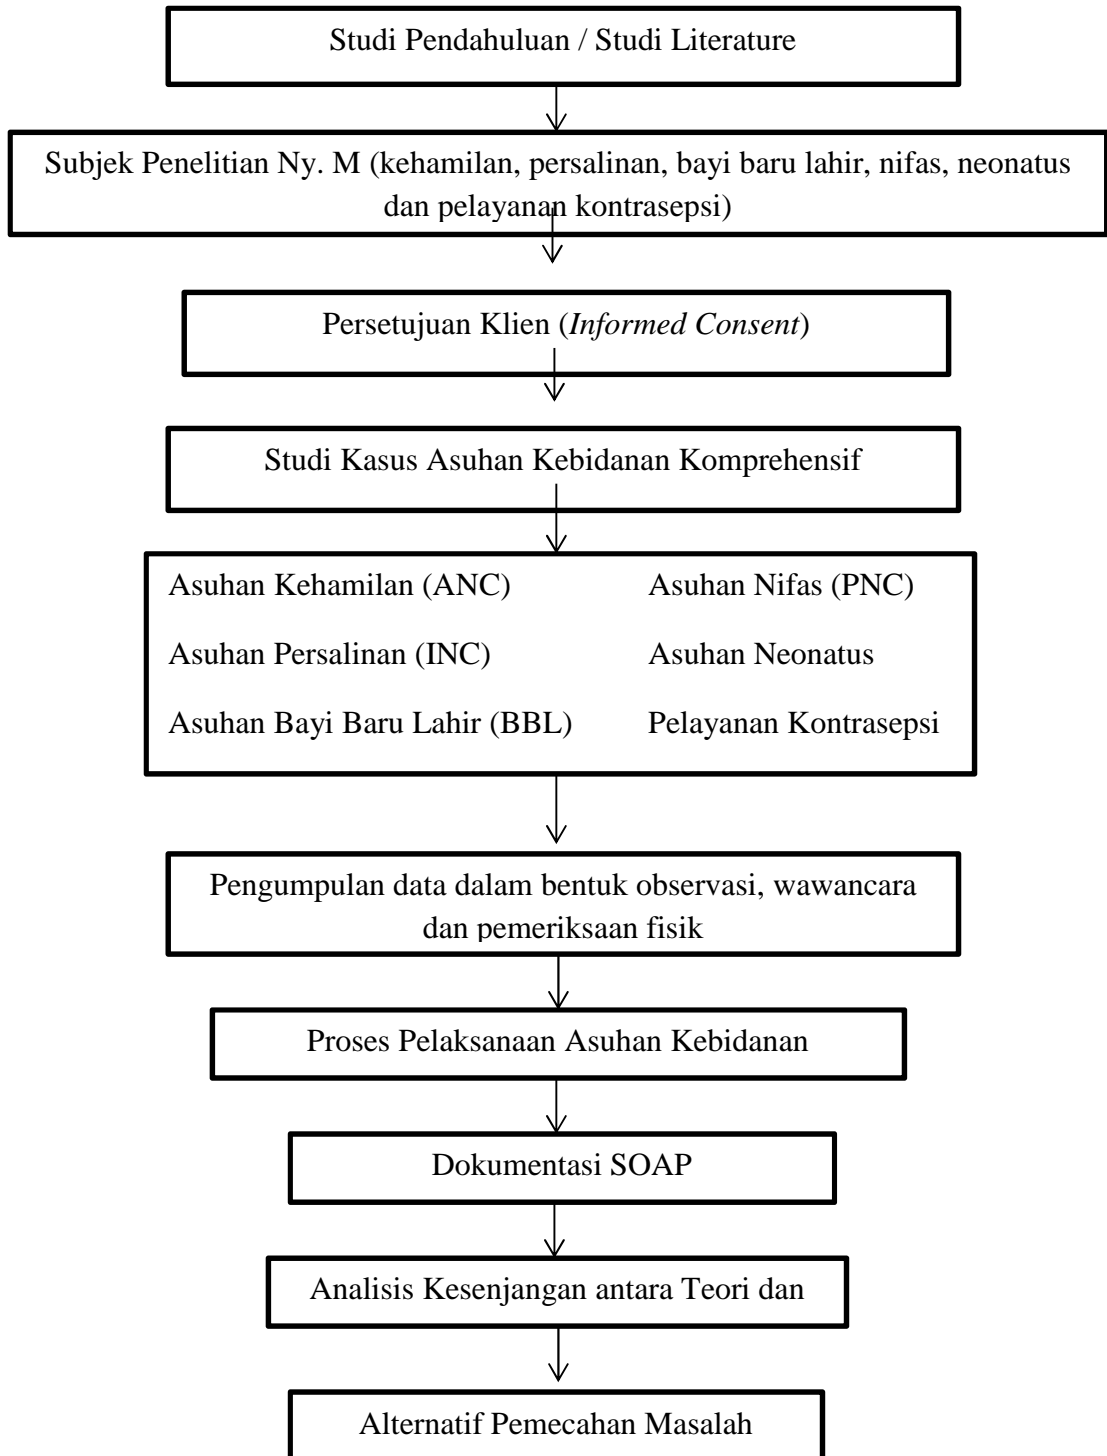 Studi Pendahuluan / Studi Literature
Subjek Penelitian Ny. M (kehamilan, persalinan, bayi baru lahir, nifas, neonatus
dan pelayanan kontrasepsi)
Persetujuan Klien (Informed Consent)
Studi Kasus Asuhan Kebidanan Komprehensif
Asuhan Kehamilan (ANC) Asuhan Nifas (PNC)
Asuhan Persalinan (INC) Asuhan Neonatus
Asuhan Bayi Baru Lahir (BBL) Pelayanan Kontrasepsi
Pengumpulan data dalam bentuk observasi, wawancara
dan pemeriksaan fisik
Proses Pelaksanaan Asuhan Kebidanan
Dokumentasi SOAP
Analisis Kesenjangan antara Teori dan
Alternatif Pemecahan Masalah